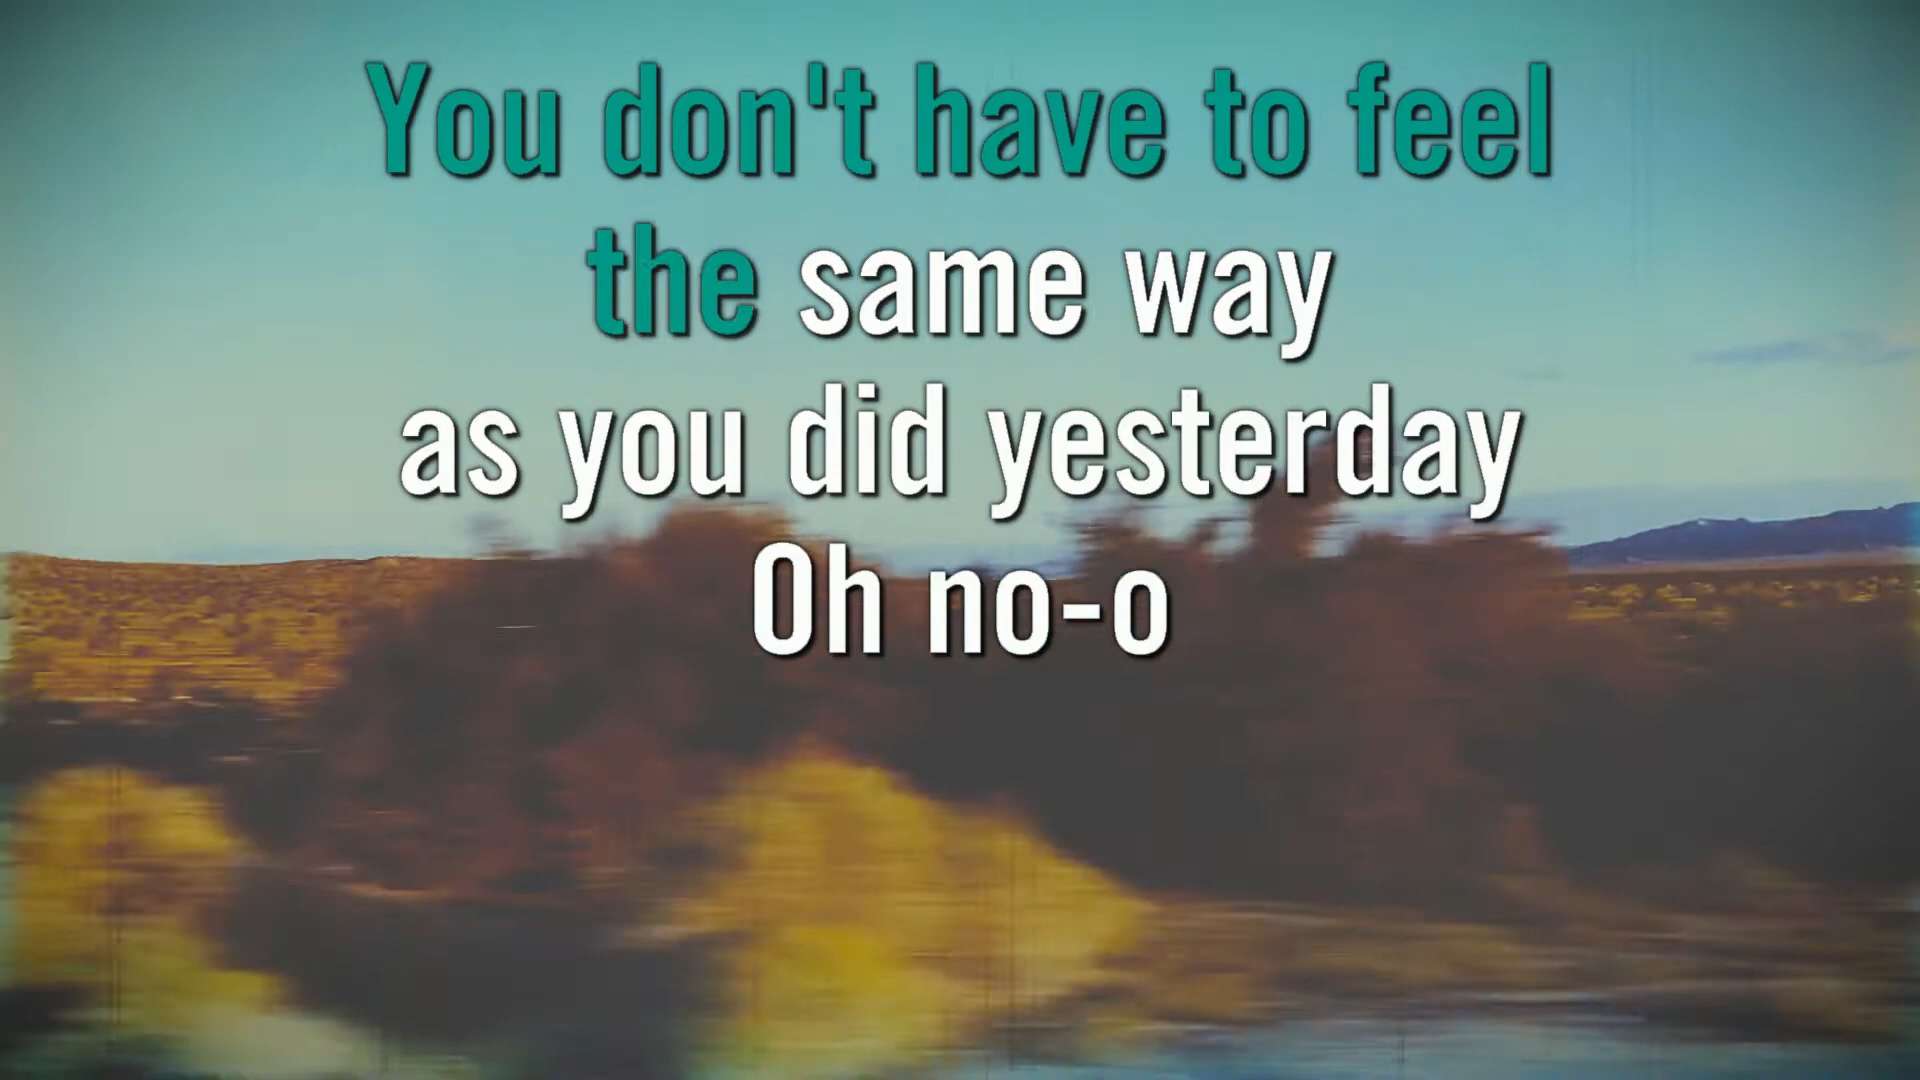 You don't have to feel
the same way
as you did yesterday
Oh no-o